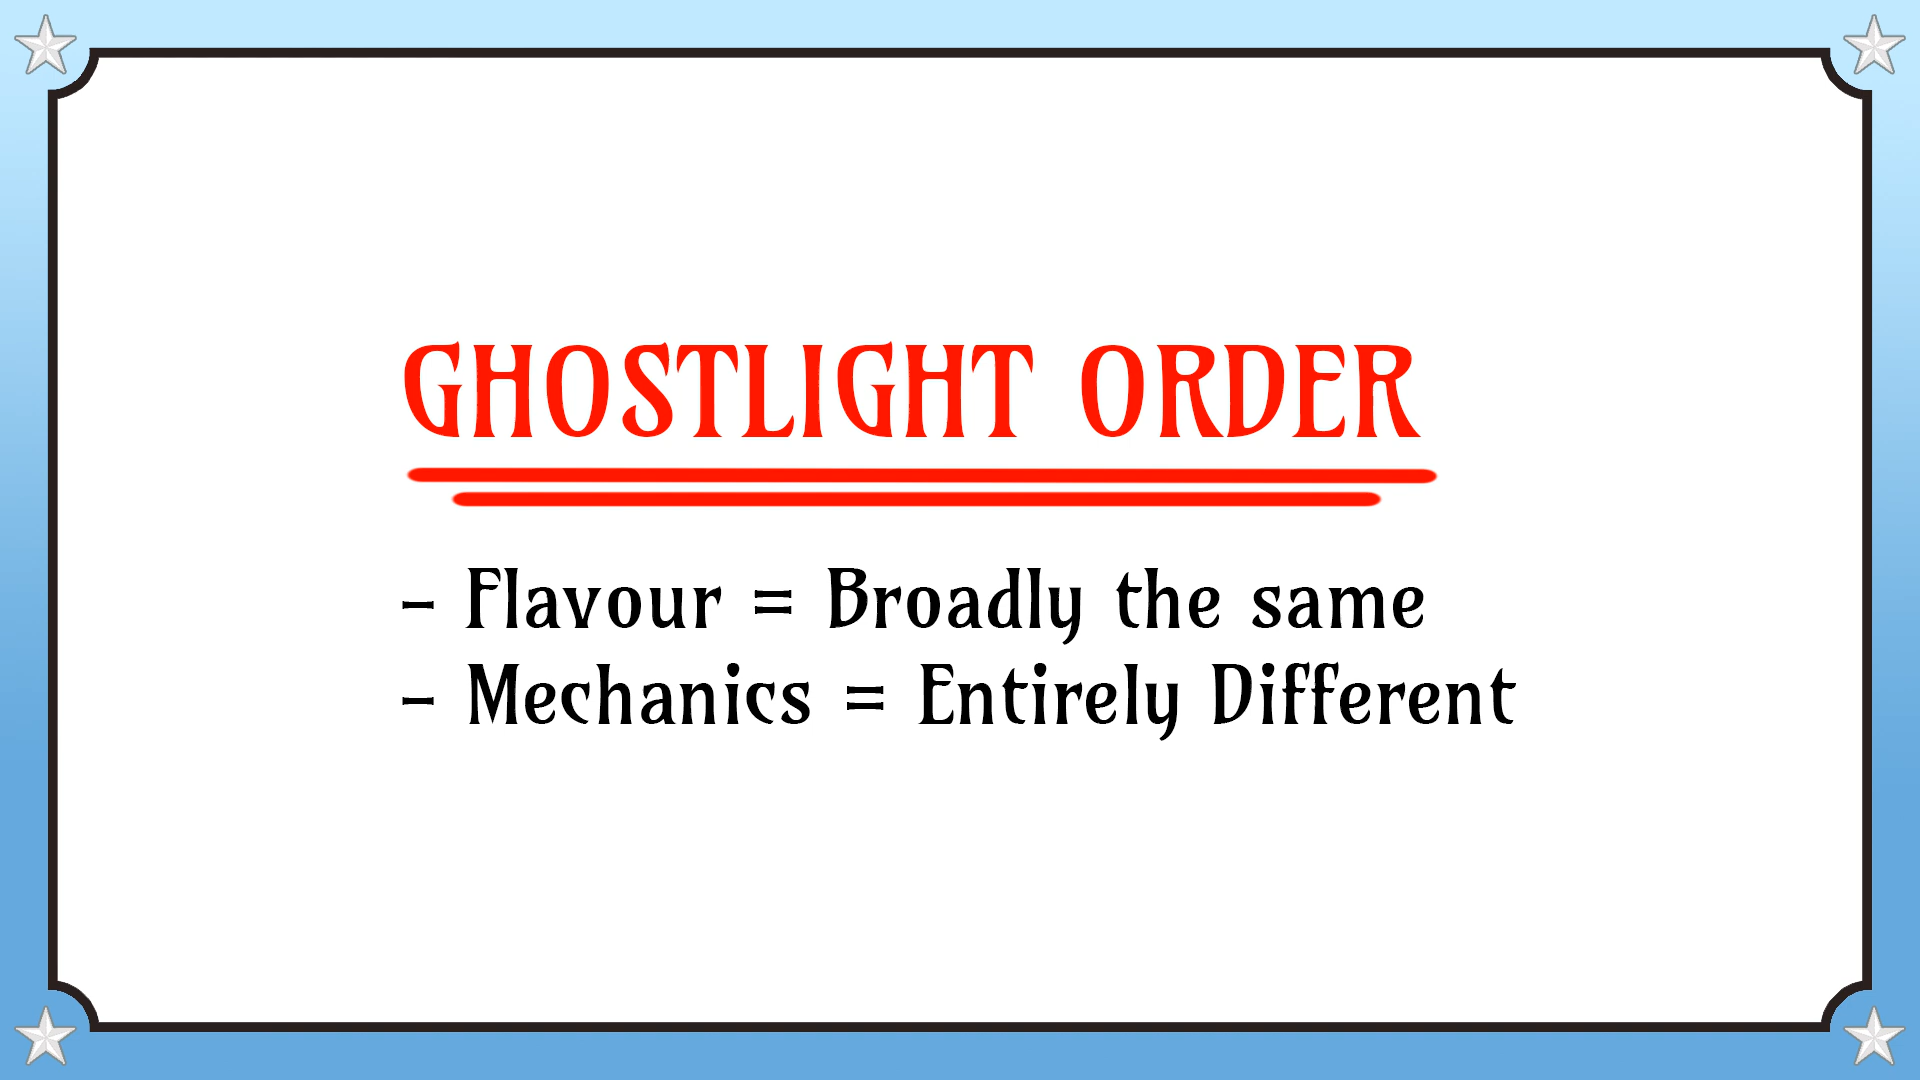 GHOSTLIGHT ORDER
- Flavour = Broadly the same
- Mechanics = Entirely Different